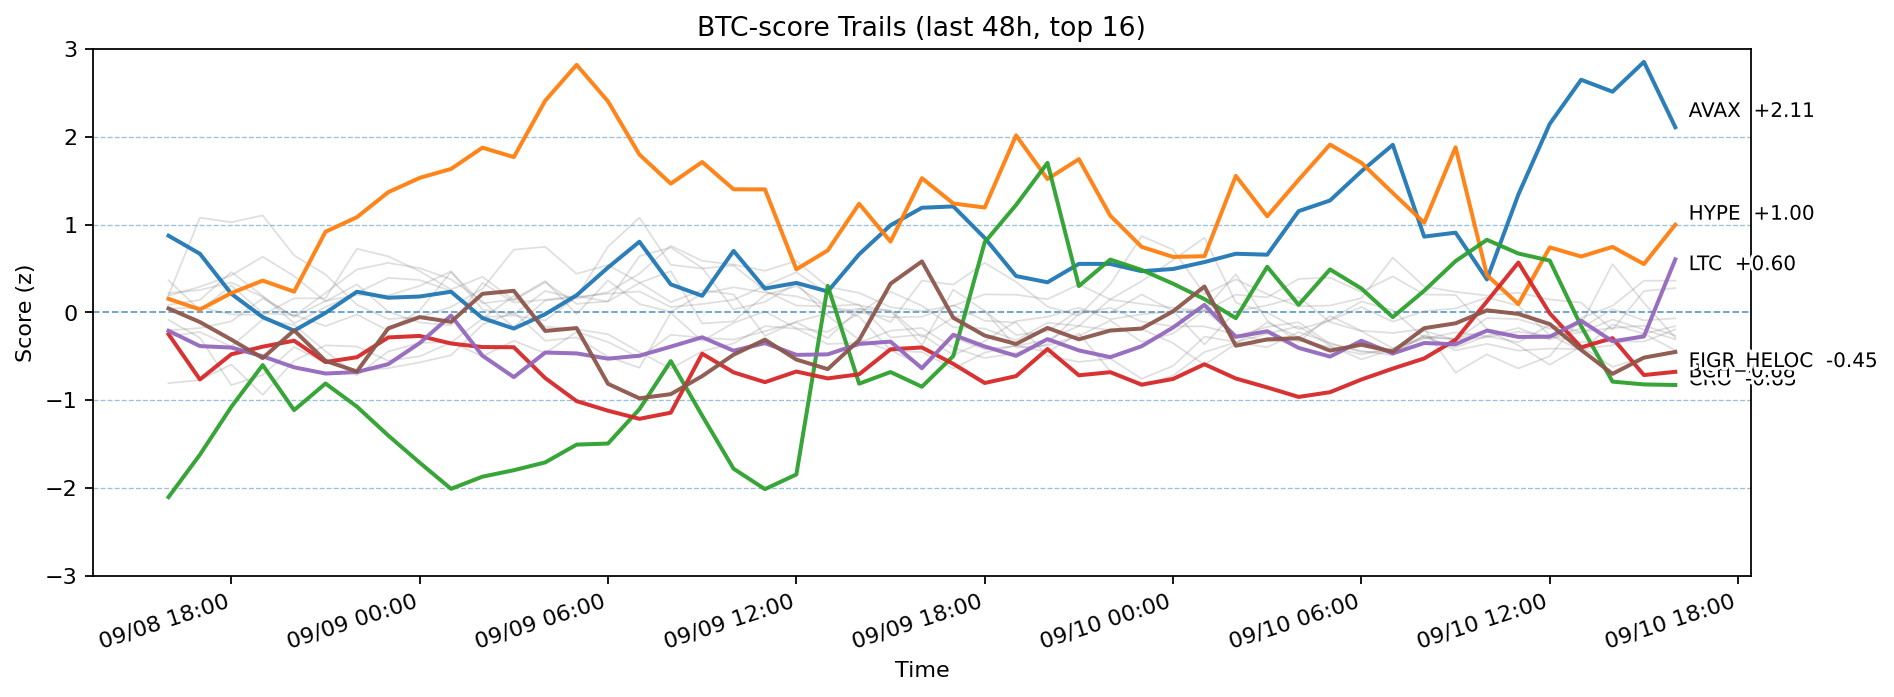 BTC-score Trails (last 48h, top 16)
Score (z)
3
2
1
0
−1
−2
−3
AVAX +2.11
HYPE +1.00
LTC +0.60
FIGR_HELOC -0.45
09/08 18:00
09/09 00:00
09/09 06:00
09/09 12:00
09/09 18:00
09/10 00:00
09/10 06:00
09/10 12:00
09/10 18:00
Time